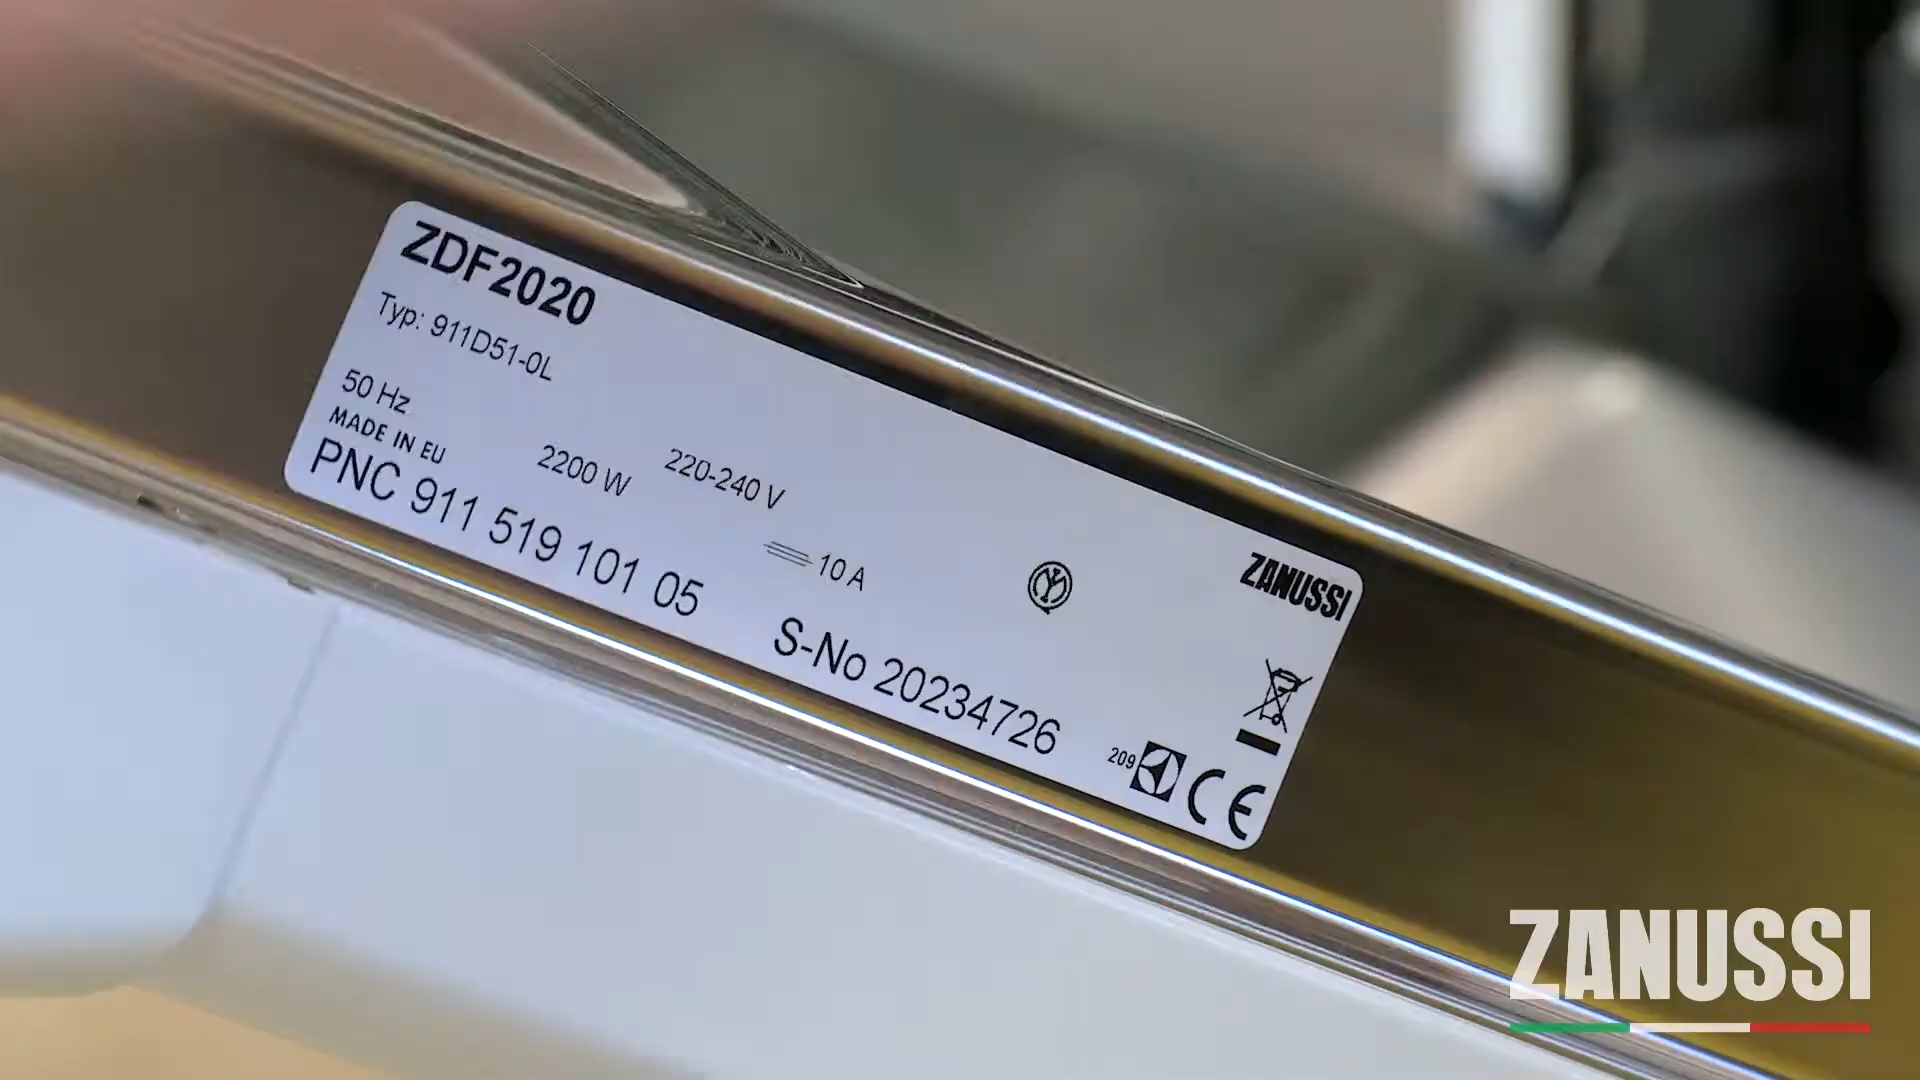 ZDF2020
Typ: 911D51-0L
50 Hz
MADE IN EU
2200 W
220-240 V
PNC 911 519 101 05
10 A
S-No 20234726
ZANUSSI
209
CE
ZANUSSI